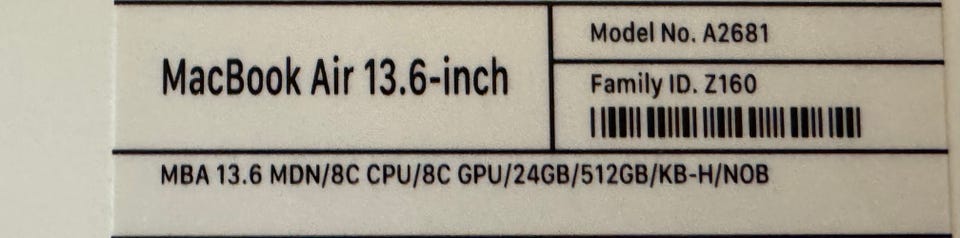 MacBook Air 13.6-inch
Model No. A2681
Family ID. Z160
MBA 13.6 MDN/8C CPU/8C GPU/24GB/512GB/KB-H/NOB